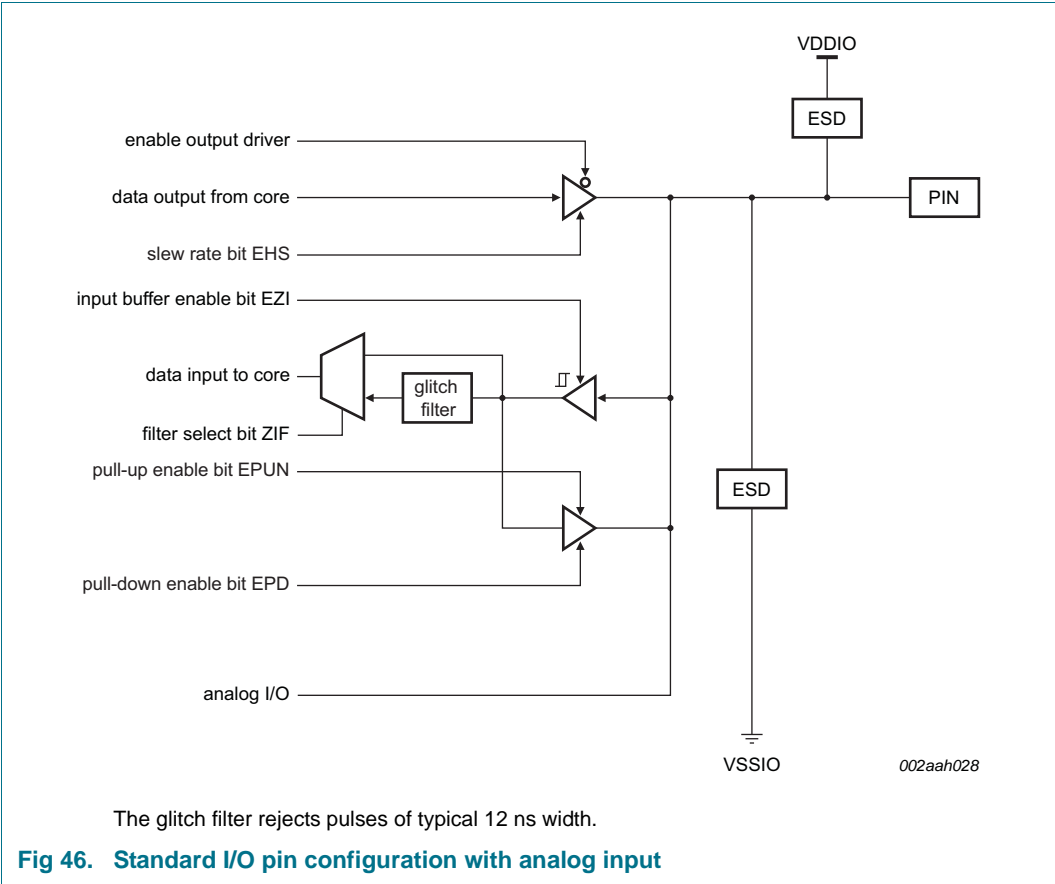 VDDIO
ESD
enable output driver
data output from core
PIN
slew rate bit EHS
input buffer enable bit EZI
data input to core
glitch
filter
filter select bit ZIF
pull-up enable bit EPUN
ESD
pull-down enable bit EPD
analog I/O
VSSIO
002aah028
The glitch filter rejects pulses of typical 12 ns width.
Fig 46. Standard I/O pin configuration with analog input